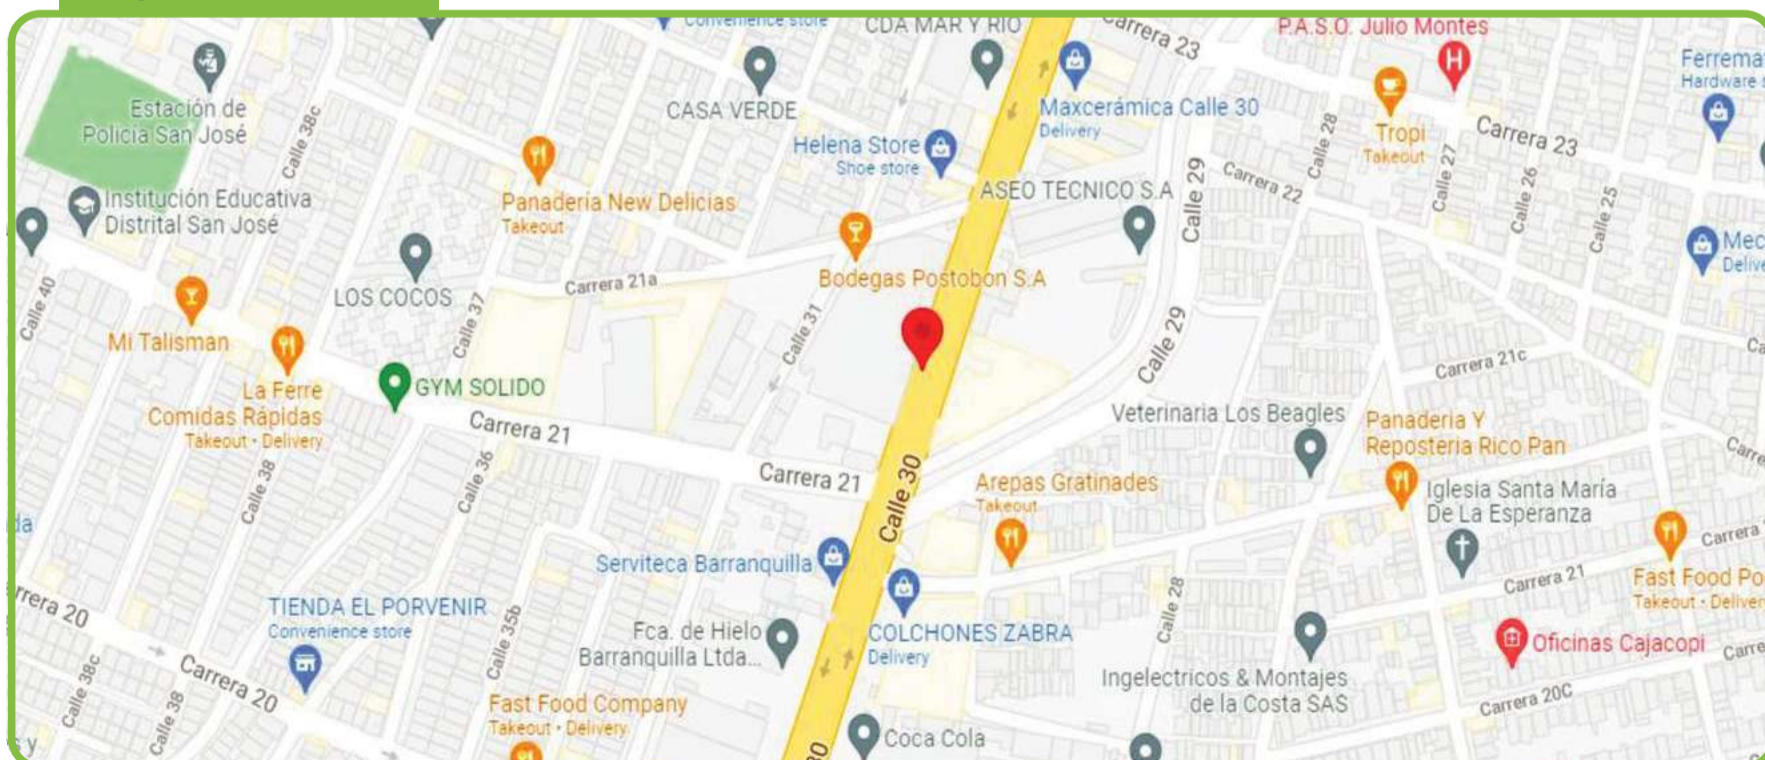 Convenience store
CDA MAR Y RIO
Carrera 23
P.A.S.O. Julio Montes
Hardware
Estación de
Policia San José
Calle 38c
CASA VERDE
Maxcerámica Calle 30
Delivery
Helena Store
Shoe store
Tropi
Takeout
Calle 28
Calle 27
Carrera 23
Calle 26
Calle 25
Institución Educativa
Distrital San José
Panaderia New Delicias
Takeout
ASEO TECNICO S.A
Calle 29
Carrera 22
Bodegas Postobon S.A
Carrera 21a
LOS COCOS
Calle 40
Calle 37
Calle 31
Calle 29
Mi Talisman
La Ferre
Comidas Rápidas
Takeout · Delivery
GYM SOLIDO
Carrera 21
Carrera 21c
Veterinaria Los Beagles
Panaderia Y
Reposteria Rico Pan
Calle 38
Calle 36
Carrera 21
Calle 30
Arepas Gratinades
Takeout
Iglesia Santa María
De La Esperanza
Serviteca Barranquilla
Carrera
Carrera 21
Fast Food
Takeout ·
Carrera 20
TIENDA EL PORVENIR
Convenience store
Calle 35b
Fca. de Hielo
Barranquilla Ltda...
COLCHONES ZABRA
Delivery
Calle 28
Oficinas Cajacopi
Ingelectricos & Montajes
de la Costa SAS
Carrera 20C
Calle 38c
Calle 38
Carrera 20
Fast Food Company
Takeout · Delivery
Coca Cola